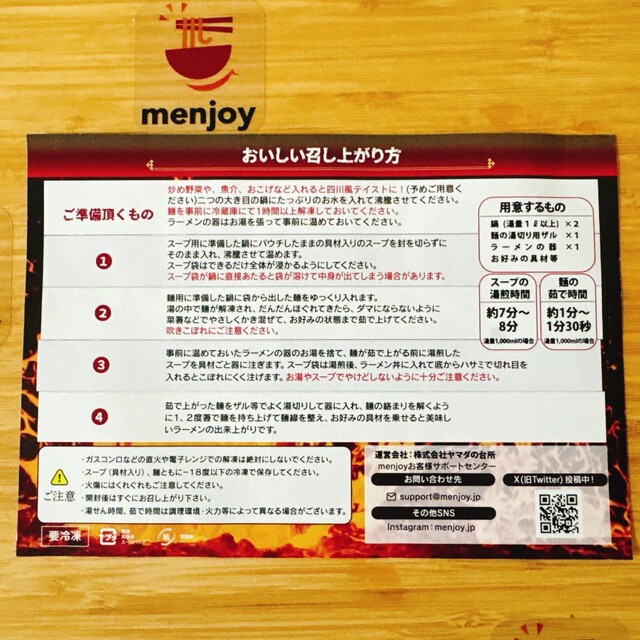 menjoy
おいしい召し上がり方
ご準備頂くもの
炒め野菜や、魚介、おこげなど入れると四川風テイストに!(予めご用意く
ださい)二つの大き目の鍋にたっぷりのお水を入れて沸騰させてください。
麺を事前に冷蔵庫にて1時間以上解凍しておいてください。
ラーメンの器はお湯を張って事前に温めておいてください。
用意するもの
鍋(湯量1ℓ以上)×2
麺の湯切り用ザル ×1
ラーメンの器 ×1
お好みの具材等
1
スープ用に準備した鍋にパウチしたままの具材入りのスープを封を切らずに
そのまま入れ、沸騰させて温めます。
スープ袋はできるだけ全体が浸かるようにしてください。
スープ袋が鍋に直接あたると袋が溶けて中身が出てしまう場合があります。
スープの
湯煎時間
約7分〜
8分
湯量1,000mlの場合
麺の
茹で時間
約1分〜
1分30秒
湯量1,000mlの場合
2
麺用に準備した鍋に袋から出した麺をゆっくり入れます。
湯の中で麺が解凍され、だんだんほぐれてきたら、ダマにならないように
菜箸などでやさしくかき混ぜて、お好みの状態まで茹で上げてください。
吹きこぼれにご注意ください。
3
事前に温めておいたラーメンの器のお湯を捨て、麺が茹で上がる前に湯煎した
スープを具材ごと器に注ぎます。スープ袋は湯煎後、ラーメン丼に入れて底からハサミで切れ目を
入れるとこぼれにくく注げます。お湯やスープでやけどしないように十分ご注意ください。
4
茹で上がった麺をザル等でよく湯切りして器に入れ、麺の絡まりを解くよう
に1、2度箸で麺を持ち上げて麺線を整え、お好みの具材を乗せると美味し
いラーメンの出来上がりです。
ご注意
・ガスコンロなどの直火や電子レンジでの解凍は絶対にしないでください。
・スープ(具材入り)、麺ともに−18度以下の冷凍で保存してください。
・火傷にはくれぐれもご注意してください。
・開封後はすぐにお召し上がり下さい。
・湯せん時間、茹で時間は調理環境・火力等によって異なる場合がございます。
要冷凍
プラ
紙
運営会社:株式会社ヤマダの台所
menjoyお客様サポートセンター
お問い合わせ先
support@menjoy.jp
その他SNS
Instagram:menjoy.jp
X(旧Twitter)投稿中!